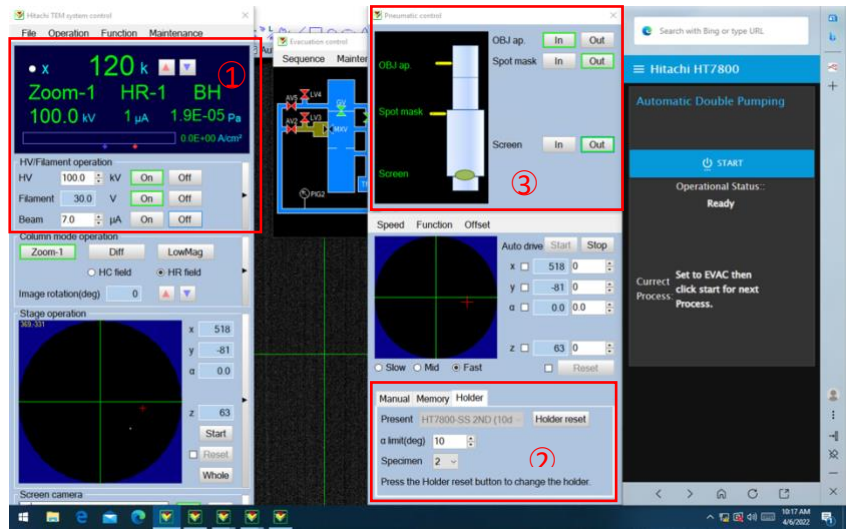 Hitachi TEM system control
File Operation Function Maintenance
x 120 k
①
Zoom-1 HR-1 BH
100.0 kV 1 µA 1.9E-05 Pa
0.0E+00 A/cm²
HV/Filament operation
HV 100.0 kV On Off
Filament 30.0 V On Off
Beam 7.0 µA On Off
Column mode operation
Zoom-1 Diff LowMag
HC field HR field
Image rotation(deg) 0
Stage operation
369,-331
x 518
y -81
α 0.0
z 63
Start
Reset
Whole
Screen camera
Evacuation control
Sequence
AV5 LV4
GV
AV2 LV3
MXV
PIG2
Pneumatic control
OBJ ap. In Out
Spot mask In Out
OBJ ap.
Spot mask
Screen In Out
Screen
③
Speed Function Offset
Auto drive Start Stop
x 518 0
y -81 0
α 0.0 0.0
z 63 0
Slow Mid Fast
Reset
Manual Memory Holder
Present HT7800-SS 2ND (10d Holder reset
α limit(deg) 10
Specimen 2
②
Press the Holder reset button to change the holder.
Search with Bing or type URL
Hitachi HT7800
Automatic Double Pumping
START
Operational Status::
Ready
Currect Process:
Set to EVAC then
click start for next
Process.
10:17 AM
4/6/2022